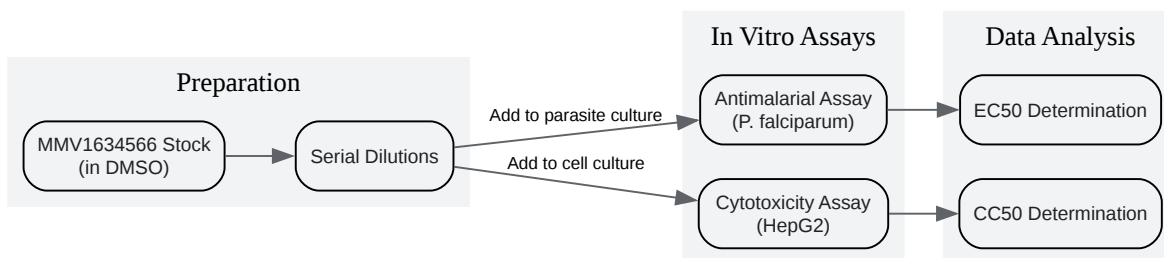 Preparation
MMV1634566 Stock
(in DMSO)
Serial Dilutions
Add to parasite culture
Add to cell culture
In Vitro Assays
Antimalarial Assay
(P. falciparum)
Cytotoxicity Assay
(HepG2)
Data Analysis
EC50 Determination
CC50 Determination